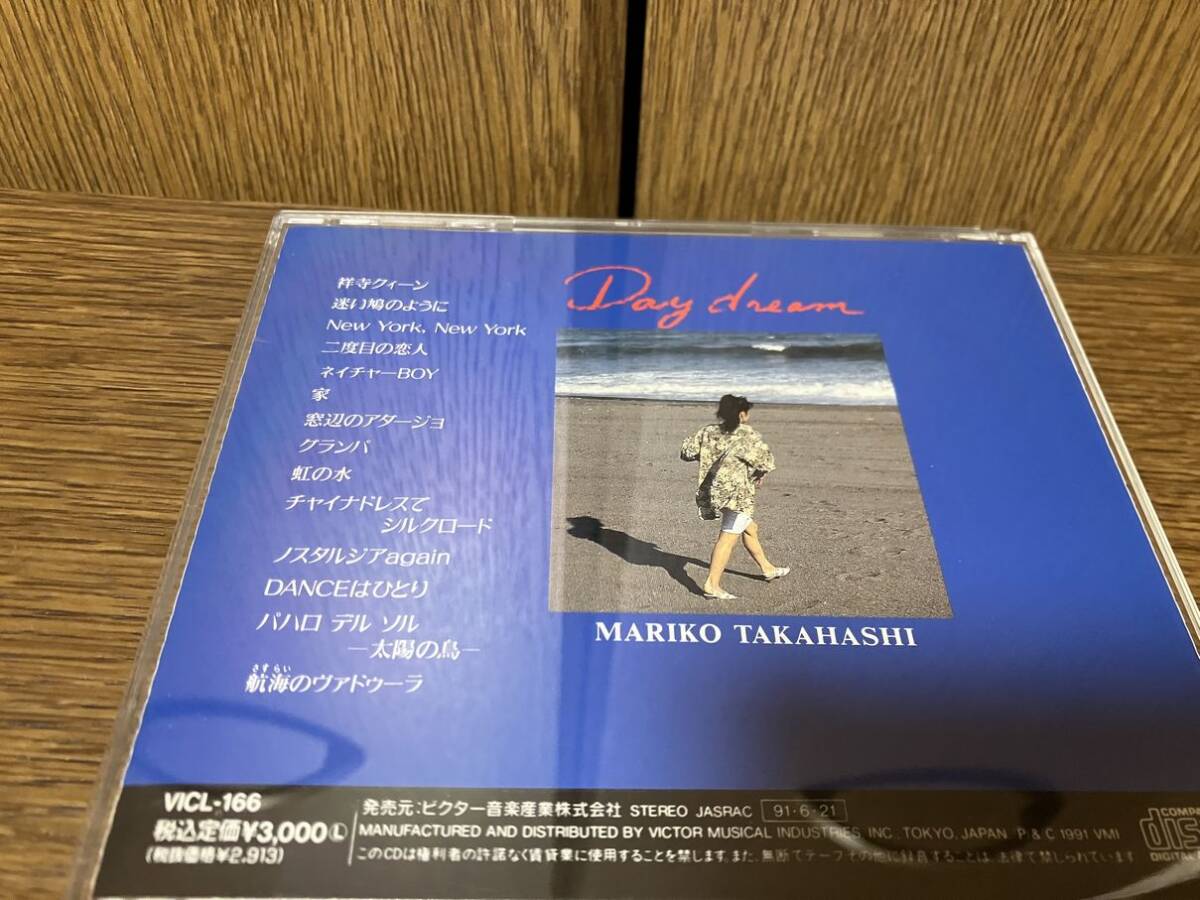 Day dream
祥寺クィーン
迷い鳩のように
New York, New York
二度目の恋人
ネイチャーBOY
家
窓辺のアダージョ
グランパ
虹の水
チャイナドレスで
シルクロード
ノスタルジアagain
DANCEはひとり
パハロ デル ソル
—太陽の鳥—
さすらい
航海のヴァドゥーラ
MARIKO TAKAHASHI
VICL-166
税込定価¥3,000Ⓛ
(税抜価格¥2,913)
発売元:ビクター音楽産業株式会社 STEREO JASRAC 91·6·21
MANUFACTURED AND DISTRIBUTED BY VICTOR MUSICAL INDUSTRIES, INC., TOKYO, JAPAN P & C 1991 VMI
このCDは権利者の許諾なく賃貸業に使用することを禁じます。また、無断でテープその他に録音することは、法律で禁じられています
COMP
dis
DIGITAL